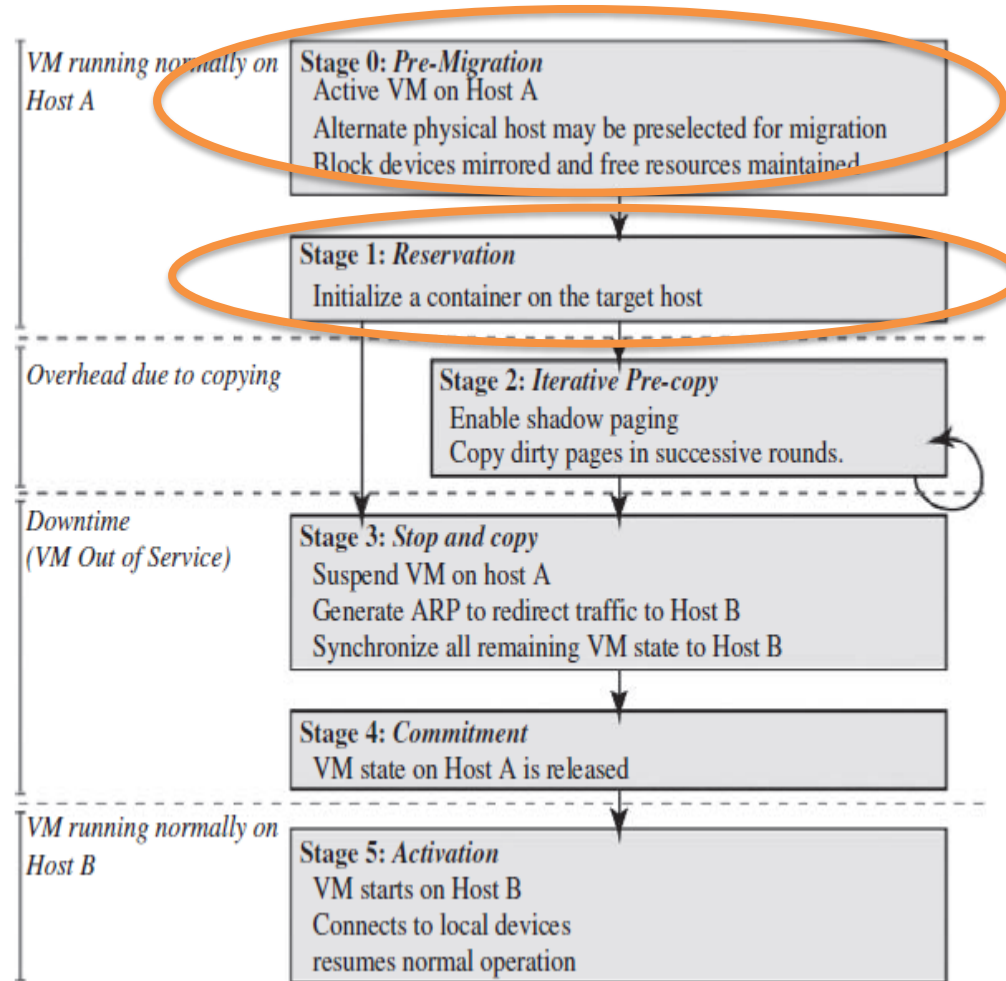 VM running normally on
Host A
Stage 0: Pre-Migration
Active VM on Host A
Alternate physical host may be preselected for migration
Block devices mirrored and free resources maintained
Stage 1: Reservation
Initialize a container on the target host
Overhead due to copying
Stage 2: Iterative Pre-copy
Enable shadow paging
Copy dirty pages in successive rounds.
Downtime
(VM Out of Service)
Stage 3: Stop and copy
Suspend VM on host A
Generate ARP to redirect traffic to Host B
Synchronize all remaining VM state to Host B
Stage 4: Commitment
VM state on Host A is released
VM running normally on
Host B
Stage 5: Activation
VM starts on Host B
Connects to local devices
resumes normal operation